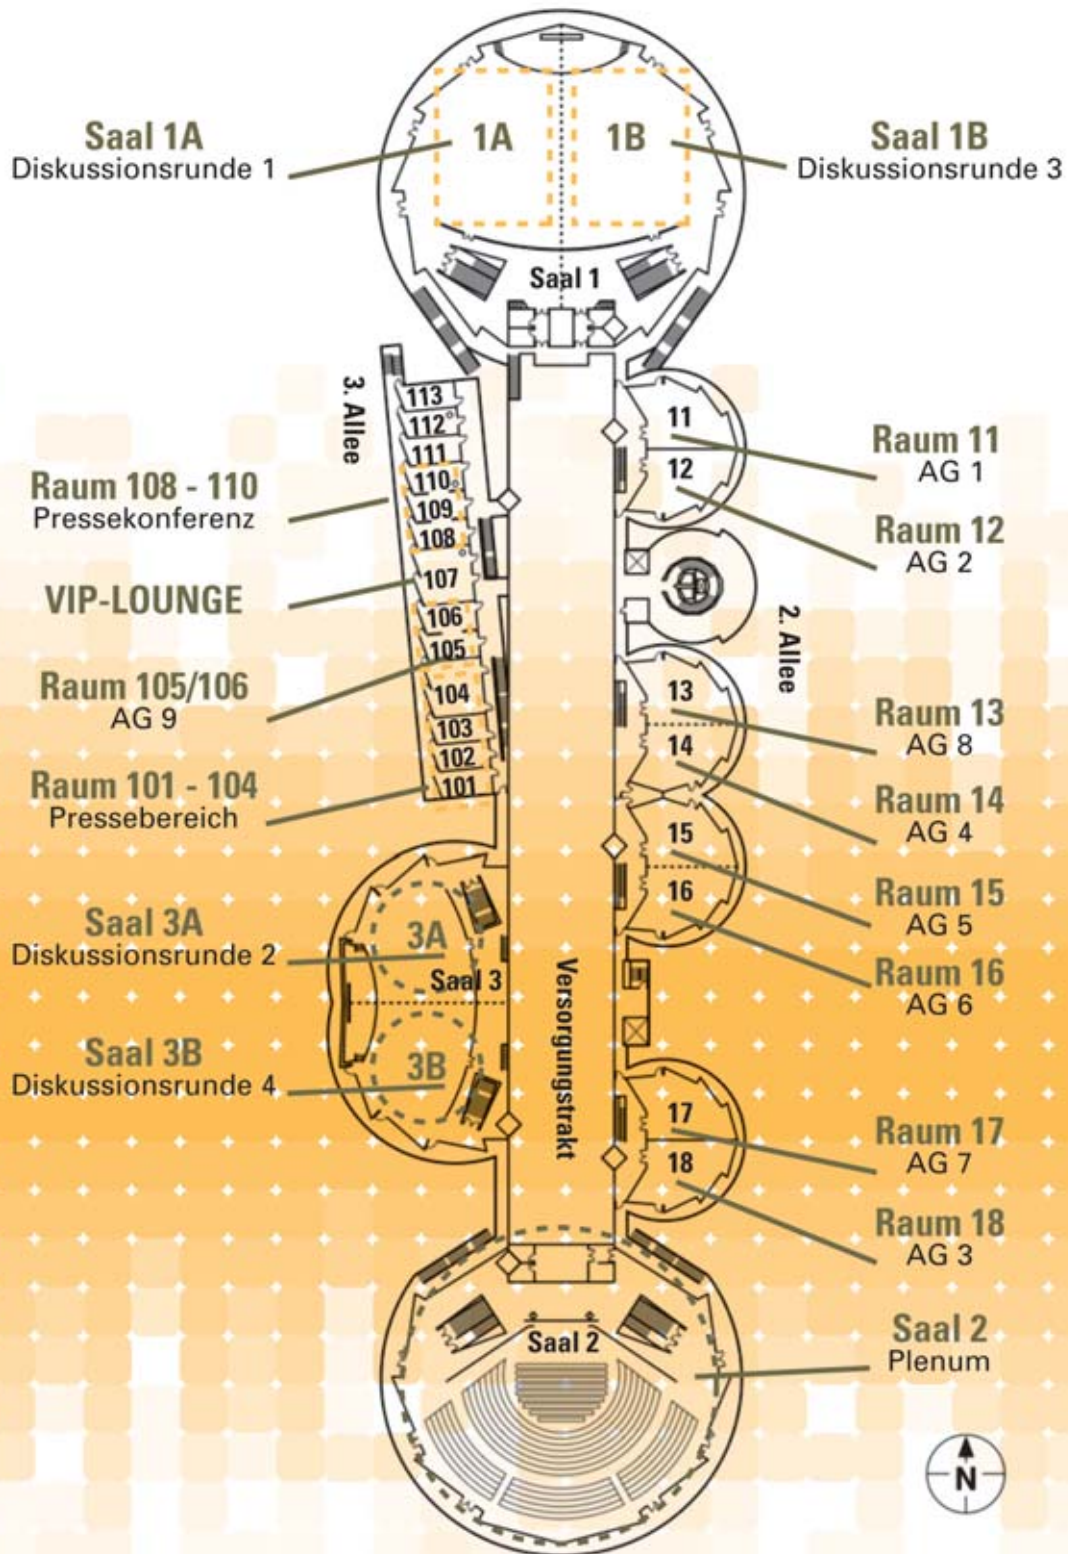 Saal 1A
Diskussionsrunde 1
1A
1B
Saal 1B
Diskussionsrunde 3
Saal 1
3. Allee
113
112
111
110
109
108
107
106
105
104
103
102
101
Raum 108 - 110
Pressekonferenz
VIP-LOUNGE
Raum 105/106
AG 9
Raum 101 - 104
Pressebereich
11
12
Raum 11
AG 1
Raum 12
AG 2
2. Allee
13
14
Raum 13
AG 8
Raum 14
AG 4
15
16
Raum 15
AG 5
Raum 16
AG 6
Saal 3A
Diskussionsrunde 2
3A
Saal 3
Saal 3B
Diskussionsrunde 4
3B
Versorgungstrakt
17
18
Raum 17
AG 7
Raum 18
AG 3
Saal 2
Saal 2
Plenum
N